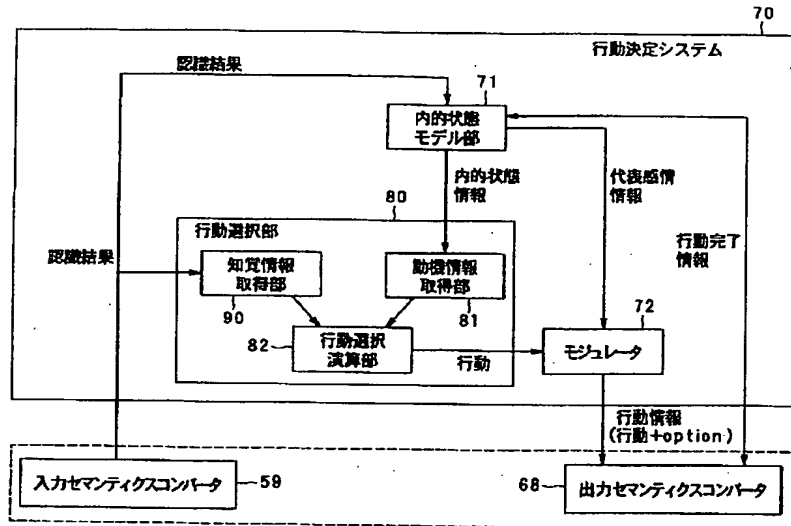 70
行動決定システム
認識結果
71
内的状態
モデル部
内的状態
情報
代表感情
情報
行動完了
情報
80
行動選択部
認識結果
知覚情報
取得部
90
動機情報
取得部
81
82
行動選択
演算部
行動
72
モジュレータ
行動情報
(行動+option)
入力セマンティクスコンバータ
59
68
出力セマンティクスコンバータ